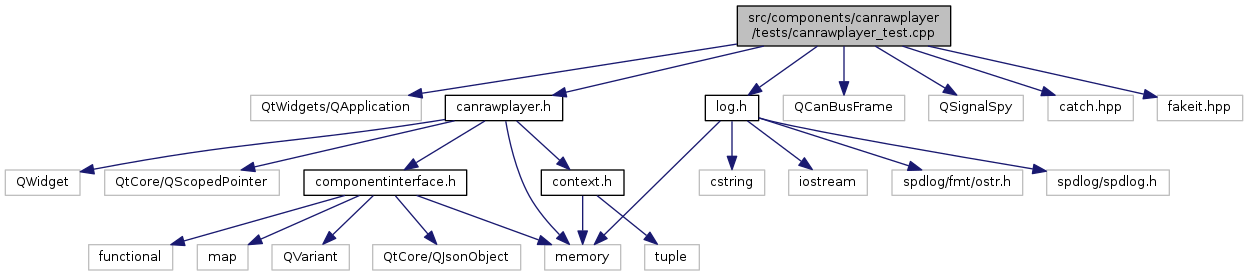 src/components/canrawplayer
/tests/canrawplayer_test.cpp
QtWidgets/QApplication
canrawplayer.h
log.h
QCanBusFrame
QSignalSpy
catch.hpp
fakeit.hpp
QWidget
QtCore/QScopedPointer
componentinterface.h
context.h
cstring
iostream
spdlog/fmt/ostr.h
spdlog/spdlog.h
functional
map
QVariant
QtCore/QJsonObject
memory
tuple